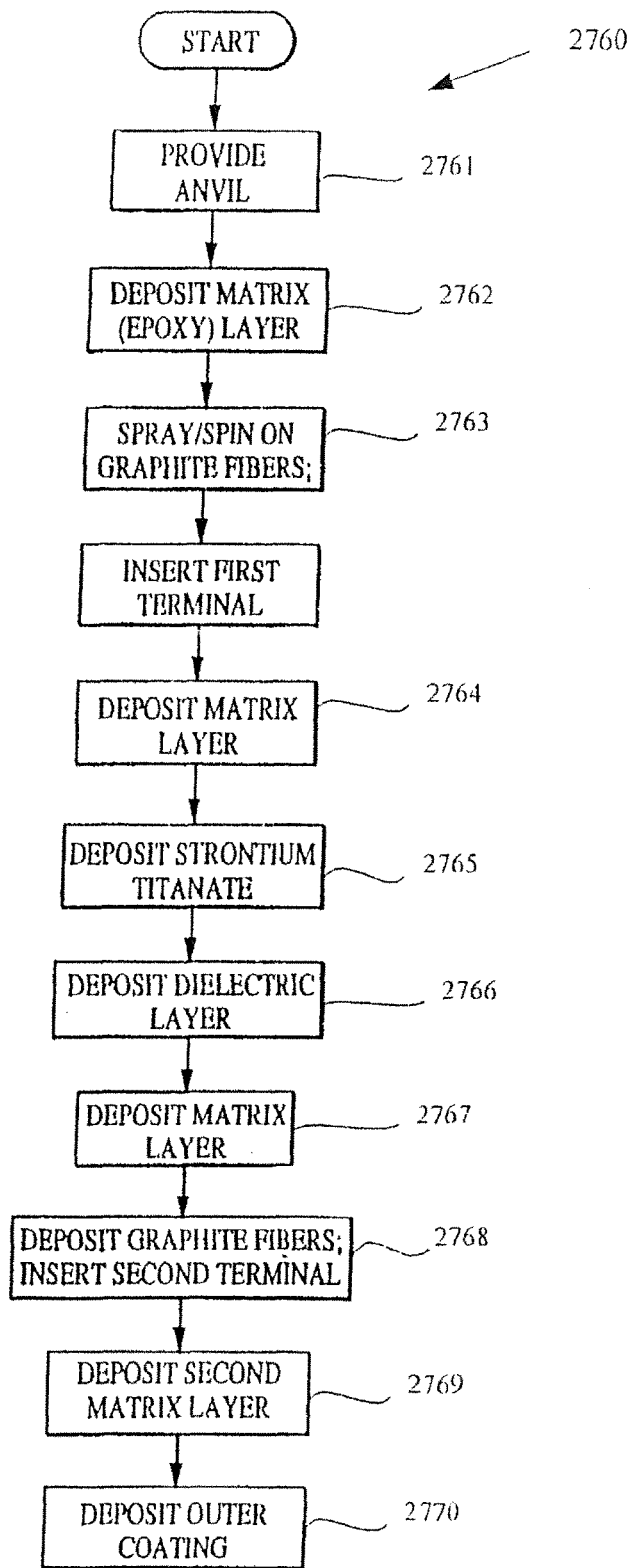 START
2760
PROVIDE
ANVIL
2761
DEPOSIT MATRIX
(EPOXY) LAYER
2762
SPRAY/SPIN ON
GRAPHITE FIBERS;
2763
INSERT FIRST
TERMINAL
DEPOSIT MATRIX
LAYER
2764
DEPOSIT STRONTIUM
TITANATE
2765
DEPOSIT DIELECTRIC
LAYER
2766
DEPOSIT MATRIX
LAYER
2767
DEPOSIT GRAPHITE FIBERS;
INSERT SECOND TERMINAL
2768
DEPOSIT SECOND
MATRIX LAYER
2769
DEPOSIT OUTER
COATING
2770